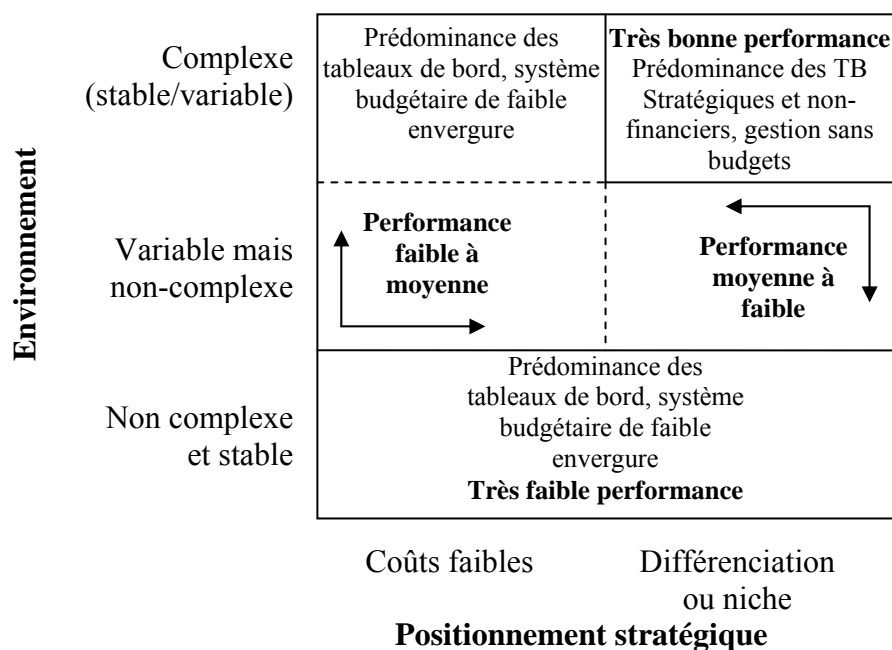 Environnement
Complexe
(stable/variable)
Prédominance des
tableaux de bord, système
budgétaire de faible
envergure
Très bonne performance
Prédominance des TB
Stratégiques et non-
financiers, gestion sans
budgets
Variable mais
non-complexe
Performance
faible à
moyenne
Performance
moyenne à
faible
Non complexe
et stable
Prédominance des
tableaux de bord, système
budgétaire de faible
envergure
Très faible performance
Coûts faibles
Différenciation
ou niche
Positionnement stratégique